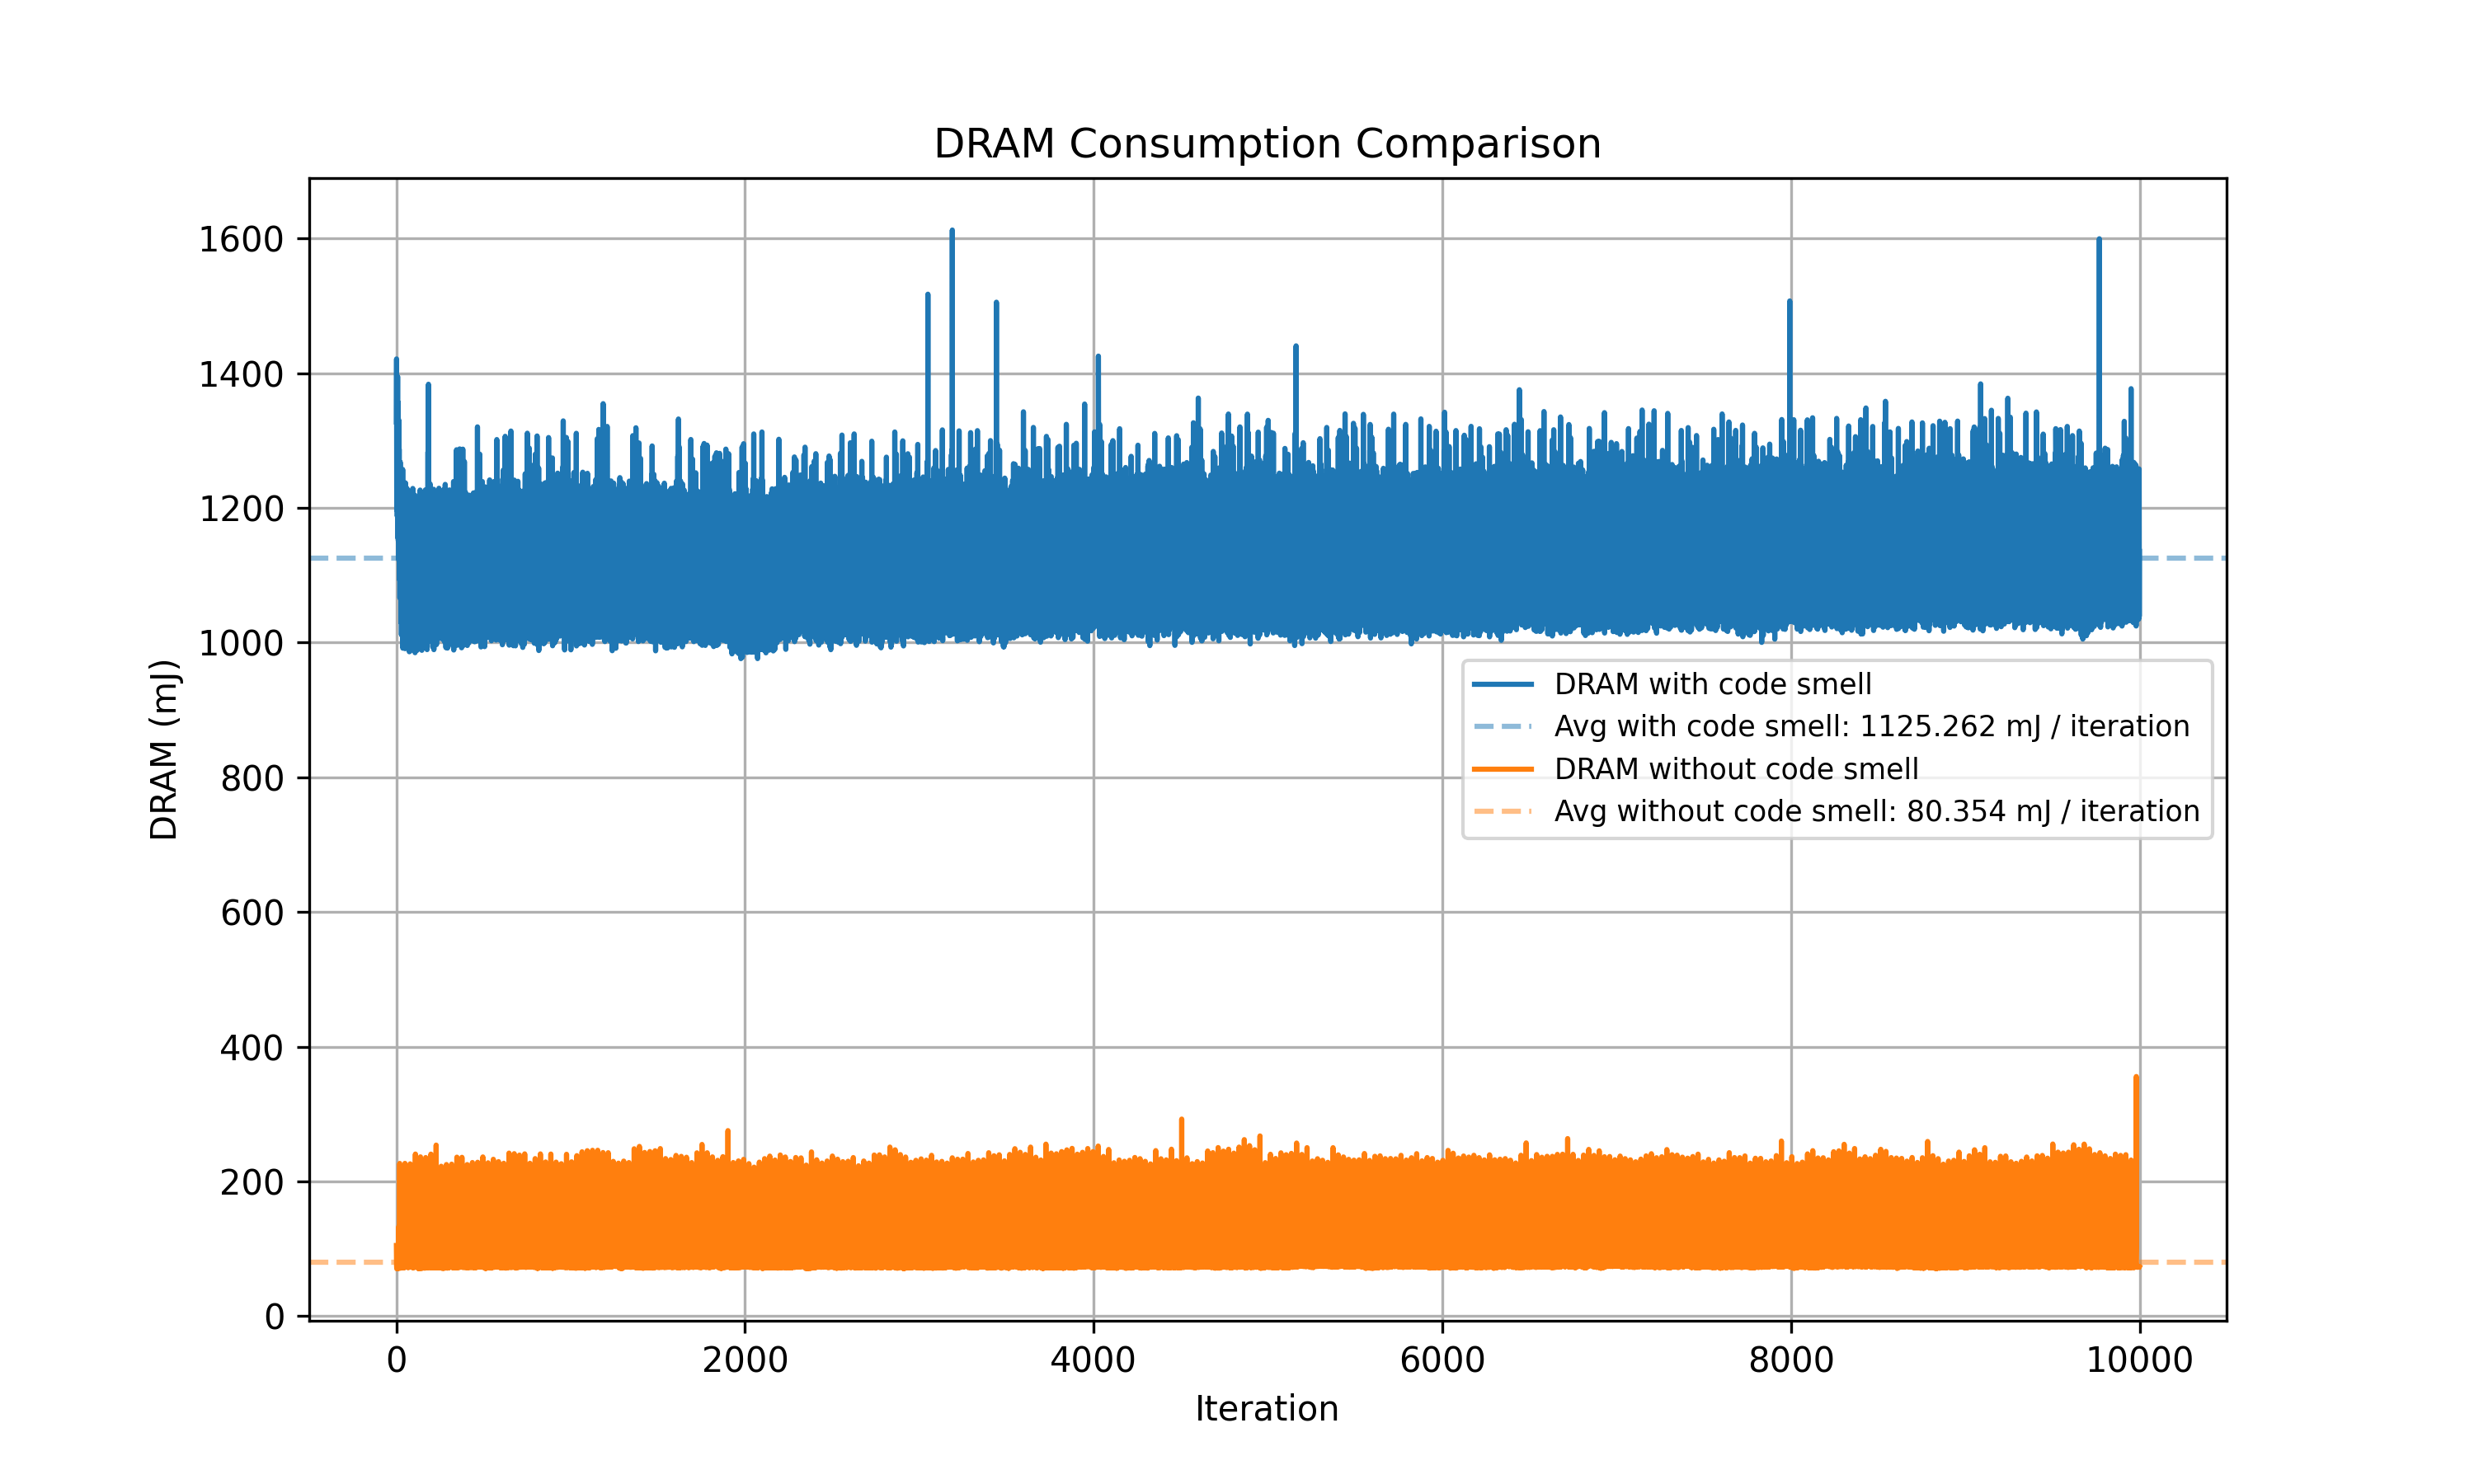 DRAM Consumption Comparison
DRAM (mJ)
1600
1400
1200
1000
800
600
400
200
0
DRAM with code smell
Avg with code smell: 1125.262 mJ / iteration
DRAM without code smell
Avg without code smell: 80.354 mJ / iteration
0 2000 4000 6000 8000 10000
Iteration